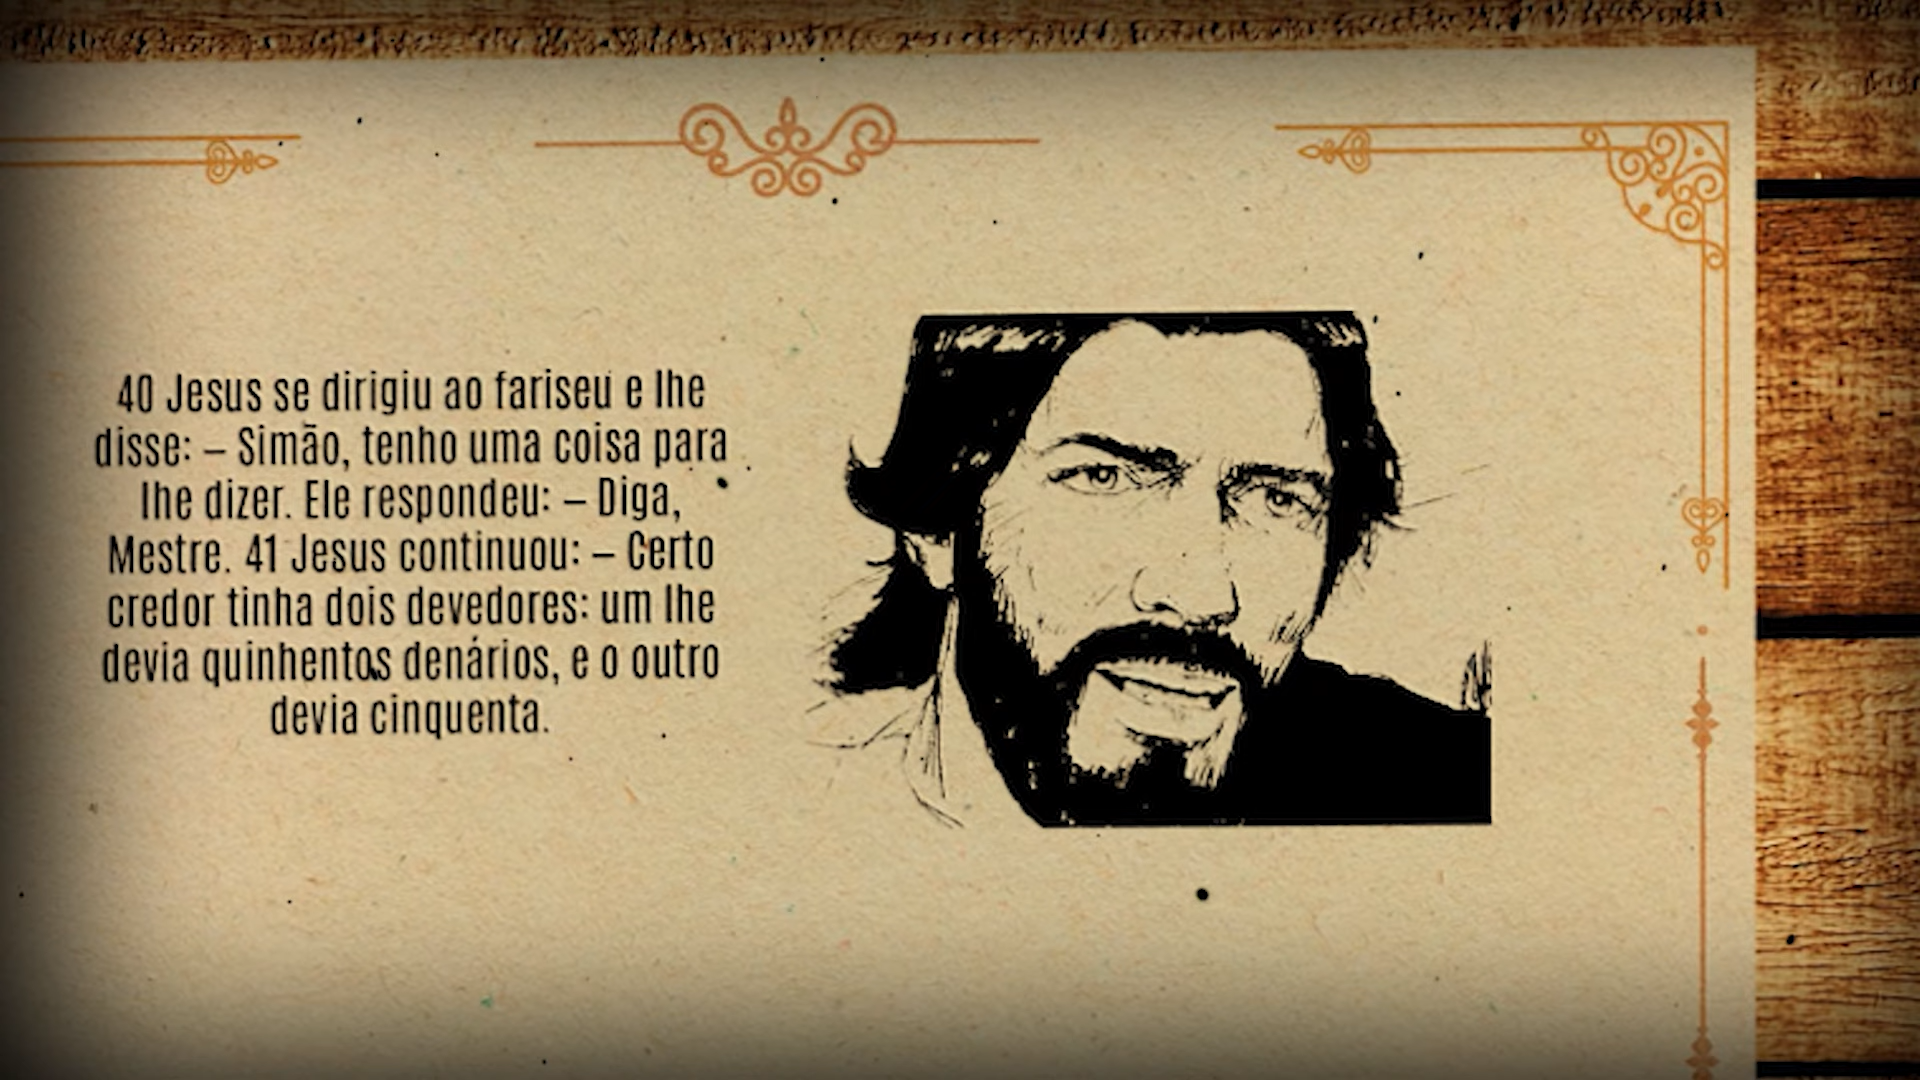 40 Jesus se dirigiu ao fariseu e lhe
disse: – Simão, tenho uma coisa para
lhe dizer. Ele respondeu: – Diga,
Mestre. 41 Jesus continuou: – Certo
credor tinha dois devedores: um lhe
devia quinhentos denários, e o outro
devia cinquenta.